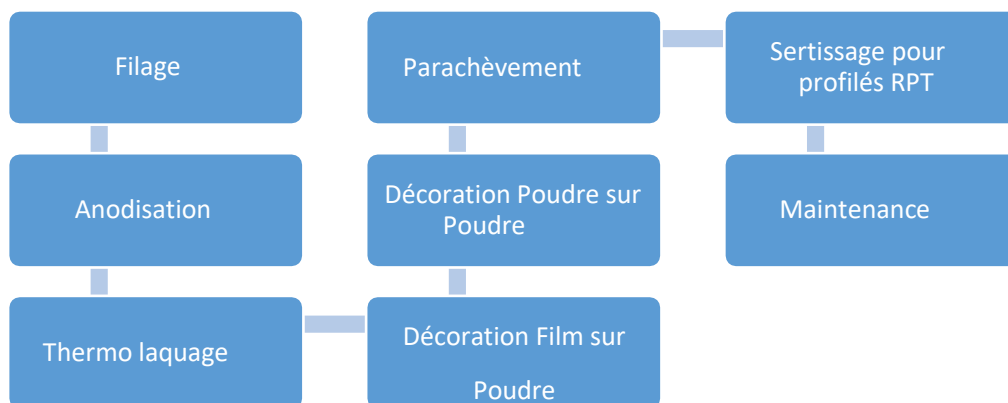 Filage
Anodisation
Thermo laquage
Décoration Film sur
Poudre
Décoration Poudre sur
Poudre
Parachèvement
Sertissage pour
profilés RPT
Maintenance